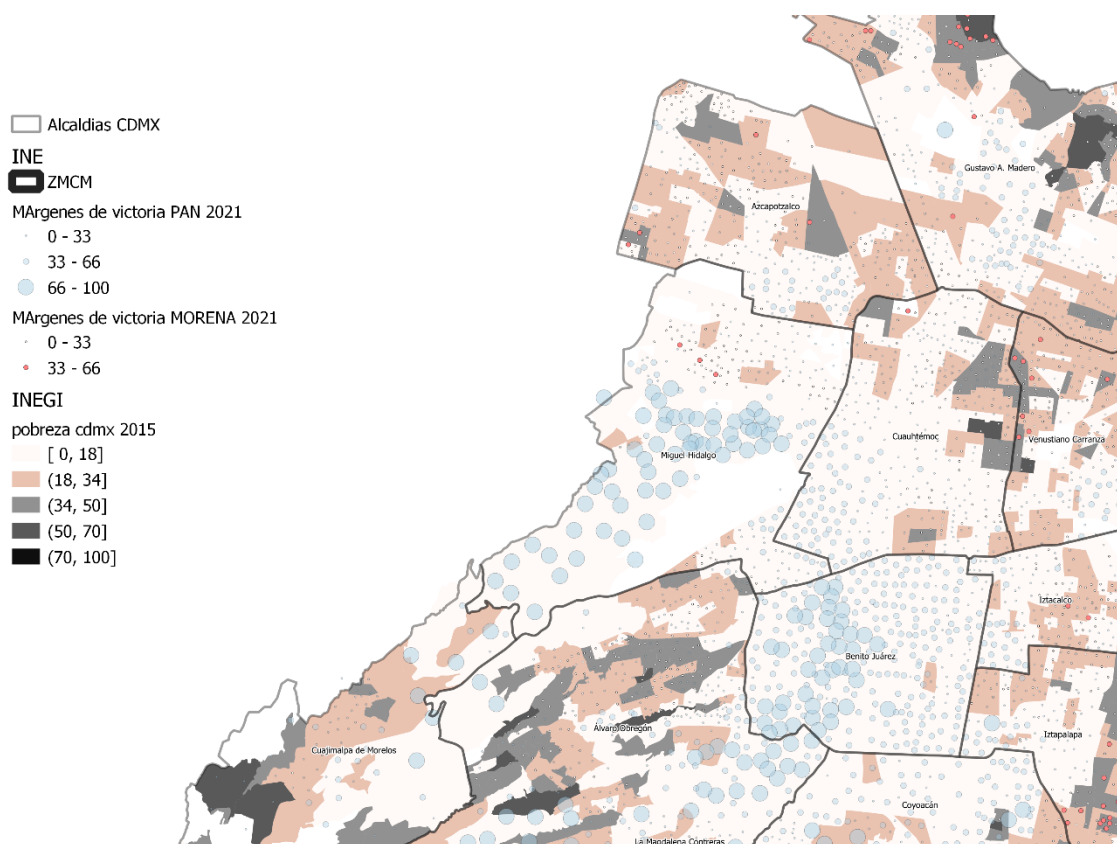 Alcaldias CDMX
INE
ZMCM
MArgenes de victoria PAN 2021
0 - 33
33 - 66
66 - 100
MArgenes de victoria MORENA 2021
0 - 33
33 - 66
INEGI
pobreza cdmx 2015
[ 0, 18]
(18, 34]
(34, 50]
(50, 70]
(70, 100]
Gustavo A. Madero
Azcapotzalco
Cuauhtémoc
Venustiano Carranza
Miguel Hidalgo
Iztacalco
Benito Juárez
Álvaro Obregón
Iztapalapa
Cuajimalpa de Morelos
Coyoacán
La Magdalena Contreras